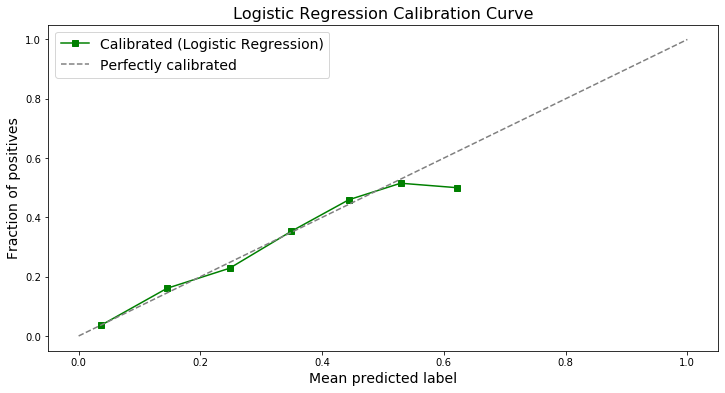 Logistic Regression Calibration Curve
Calibrated (Logistic Regression)
Perfectly calibrated
Fraction of positives
1.0
0.8
0.6
0.4
0.2
0.0
0.0 0.2 0.4 0.6 0.8 1.0
Mean predicted label